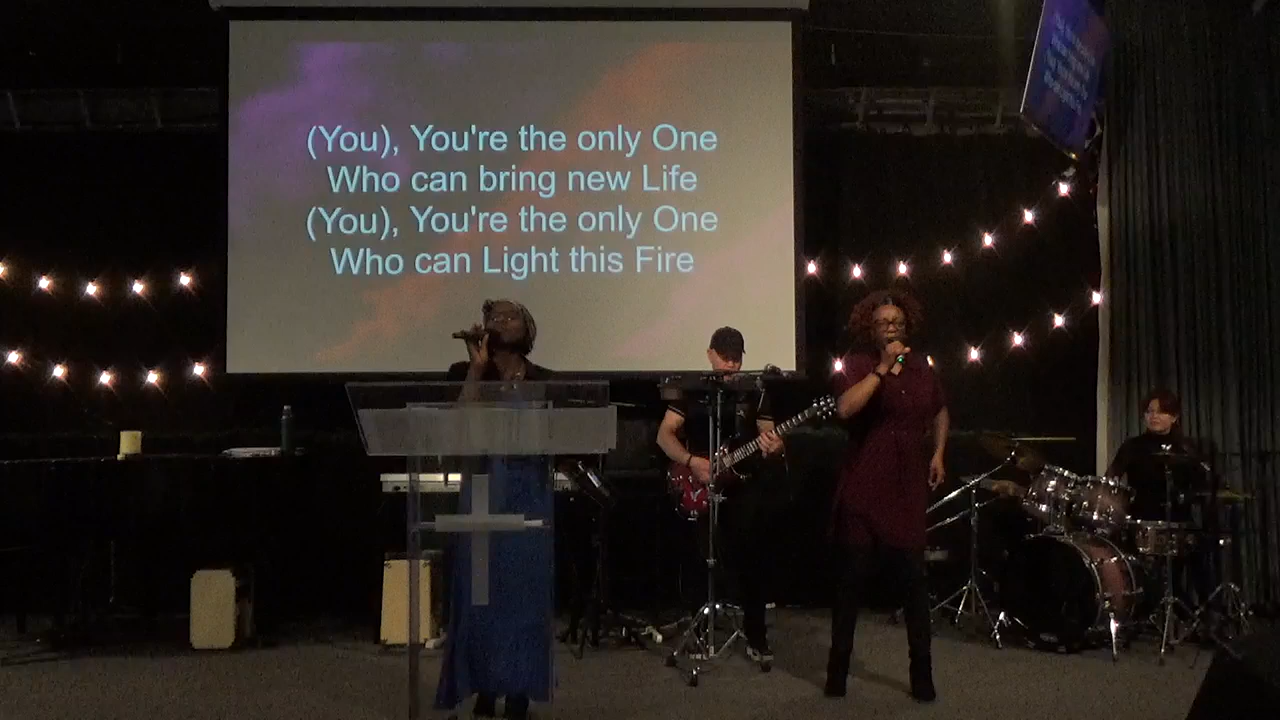 (You), You're the only One
Who can bring new Life
(You), You're the only One
Who can Light this Fire